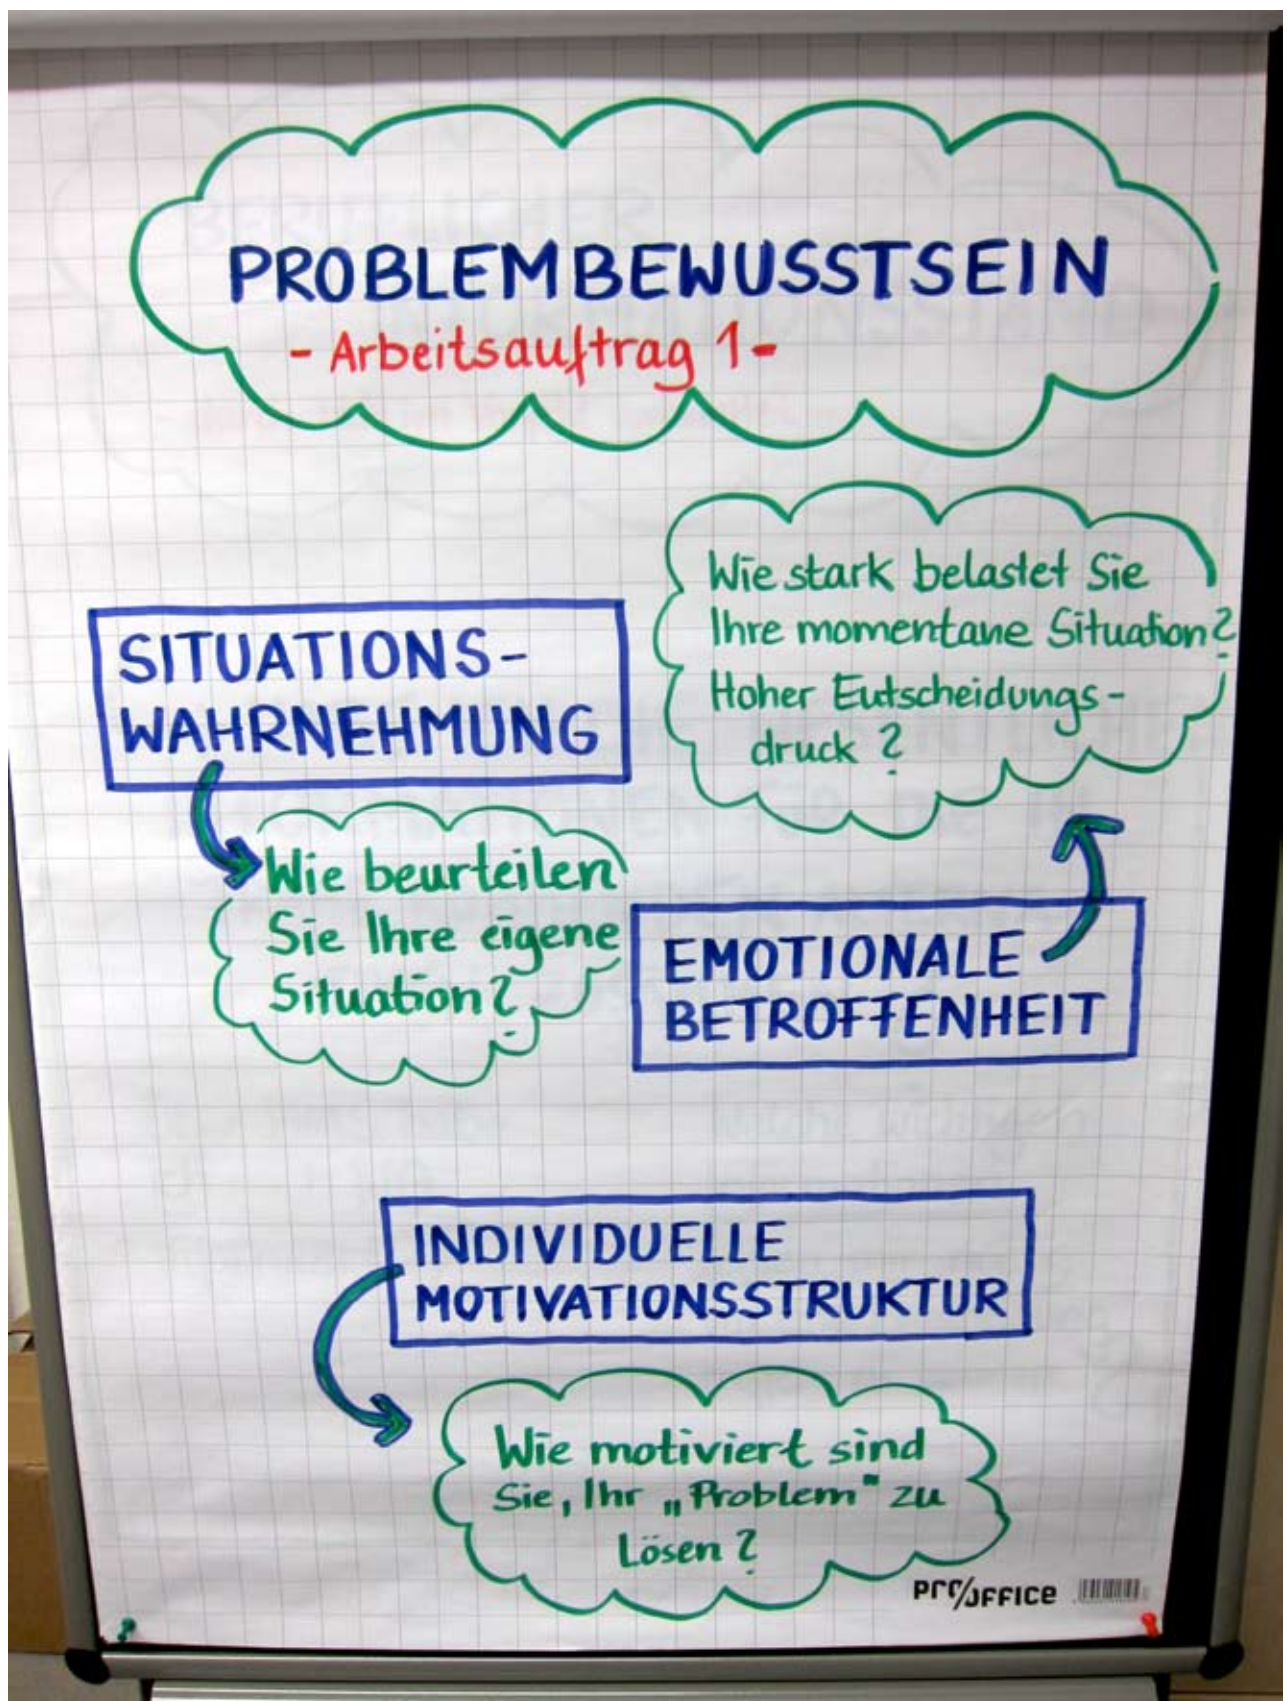 PROBLEMBEWUSSTSEIN
- Arbeitsauftrag 1 -
SITUATIONS-
WAHRNEHMUNG
Wie beurteilen
Sie Ihre eigene
Situation?
Wie stark belastet Sie
Ihre momentane Situation?
Hoher Entscheidungs-
druck?
EMOTIONALE
BETROFFENHEIT
INDIVIDUELLE
MOTIVATIONSSTRUKTUR
Wie motiviert sind
Sie, Ihr „Problem" zu
Lösen?
PRO/OFFICE